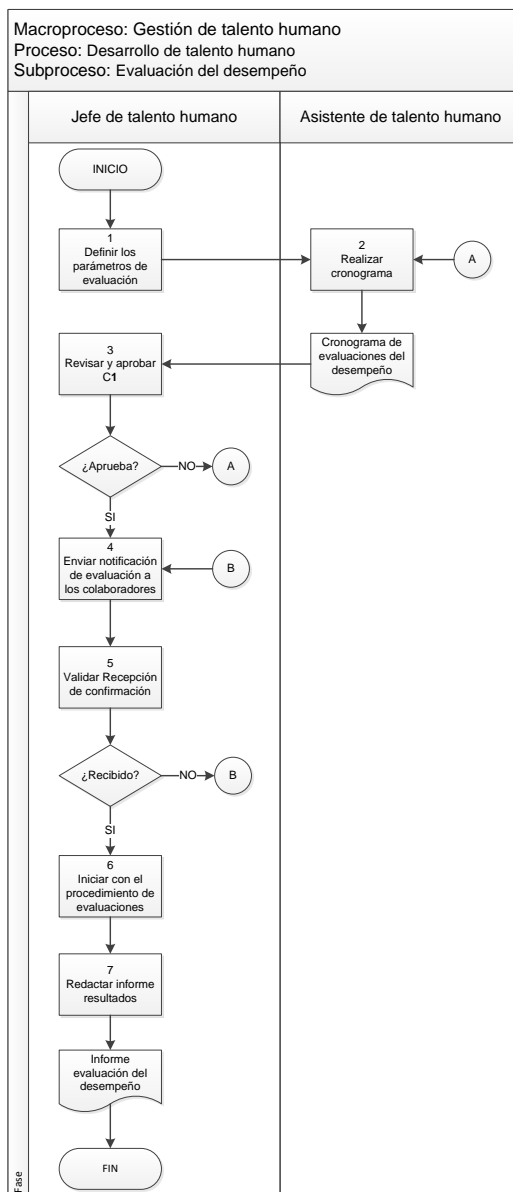 Macroproceso: Gestión de talento humano
Proceso: Desarrollo de talento humano
Subproceso: Evaluación del desempeño
Jefe de talento humano
Asistente de talento humano
INICIO
1
Definir los
parámetros de
evaluación
2
Realizar
cronograma
A
Cronograma de
evaluaciones del
desempeño
3
Revisar y aprobar
C1
¿Aprueba?
NO
A
SI
4
Enviar notificación
de evaluación a
los colaboradores
B
5
Validar Recepción
de confirmación
¿Recibido?
NO
B
SI
6
Iniciar con el
procedimiento de
evaluaciones
7
Redactar informe
resultados
Informe
evaluación del
desempeño
FIN
Fase